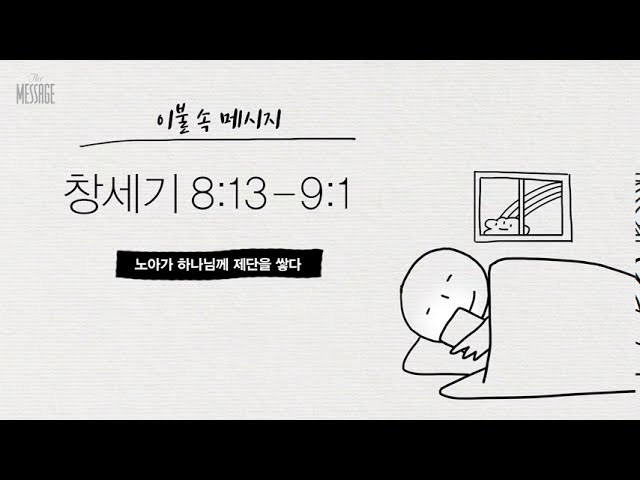 The
MESSAGE
이불 속 메시지
창세기 8:13-9:1
노아가 하나님께 제단을 쌓다